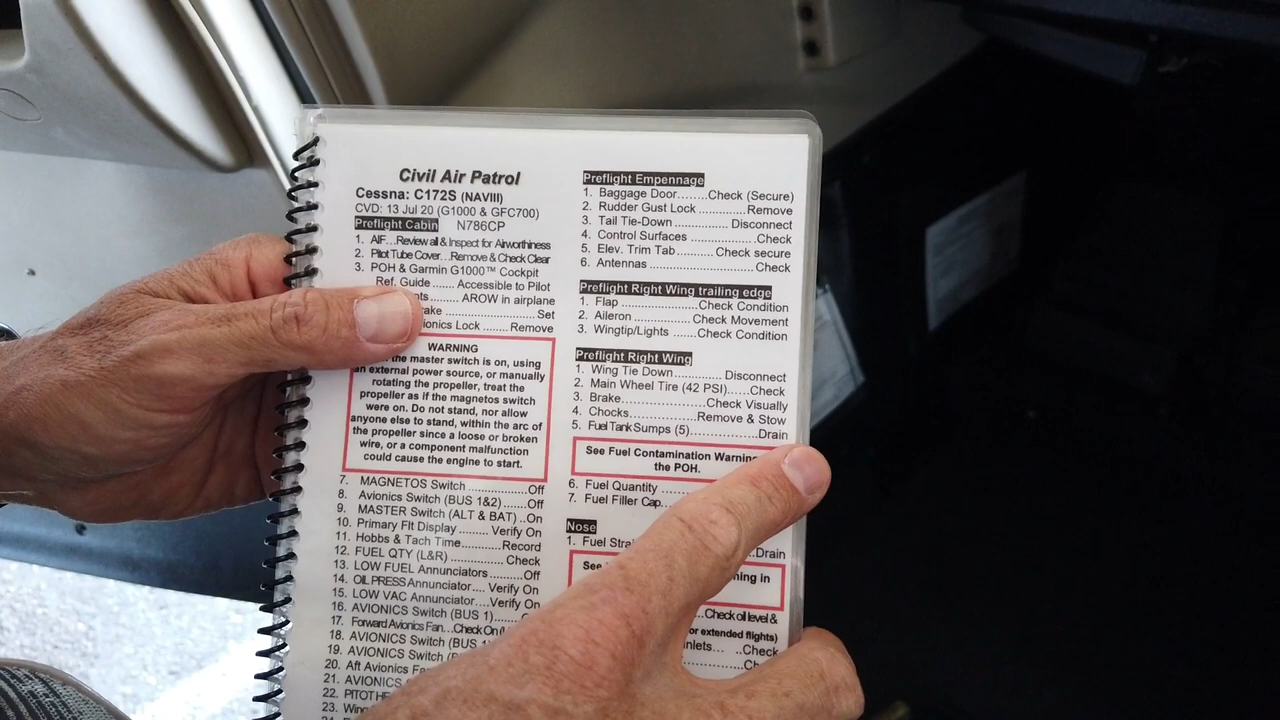 Civil Air Patrol
Cessna: C172S (NAVIII)
CVD: 13 Jul 20 (G1000 & GFC700)
Preflight Cabin N786CP
1. AIF...Review all & Inspect for Airworthiness
2. Pitot Tube Cover...Remove & Check Clear
3. POH & Garmin G1000™ Cockpit
Ref. Guide ....... Accessible to Pilot
....... AROW in airplane
............ Set
Lock ....... Remove
WARNING
the master switch is on, using
an external power source, or manually
rotating the propeller, treat the
propeller as if the magnetos switch
were on. Do not stand, nor allow
anyone else to stand, within the arc of
the propeller since a loose or broken
wire, or a component malfunction
could cause the engine to start.
7. MAGNETOS Switch ............... Off
8. Avionics Switch (BUS 1&2) ...... Off
9. MASTER Switch (ALT & BAT) ..On
10. Primary Flt Display ......... Verify On
11. Hobbs & Tach Time.......... Record
12. FUEL QTY (L&R) ............... Check
13. LOW FUEL Annunciators ......... Off
14. OIL PRESS Annunciator .... Verify On
15. LOW VAC Annunciator.... Verify On
16. AVIONICS Switch (BUS 1) .....
17. Forward Avionics Fan...Check On
18. AVIONICS Switch (BUS
19. AVIONICS Switch
20. Aft Avionics
21. AVIONICS
22.
23.
Preflight Empennage
1. Baggage Door........ Check (Secure)
2. Rudder Gust Lock ............. Remove
3. Tail Tie-Down ............... Disconnect
4. Control Surfaces .................. Check
5. Elev. Trim Tab .......... Check secure
6. Antennas ............................ Check
Preflight Right Wing trailing edge
1. Flap ...................... Check Condition
2. Aileron ............... Check Movement
3. Wingtip/Lights ...... Check Condition
Preflight Right Wing
1. Wing Tie Down .............. Disconnect
2. Main Wheel Tire (42 PSI)...... Check
3. Brake...................... Check Visually
4. Chocks................. Remove & Stow
5. Fuel Tank Sumps (5)................. Drain
See Fuel Contamination Warning
the POH.
6. Fuel Quantity .......
7. Fuel Filler Cap...
Nose
1. Fuel
Drain
See
in
...Check oil level &
or extended flights)
...Check